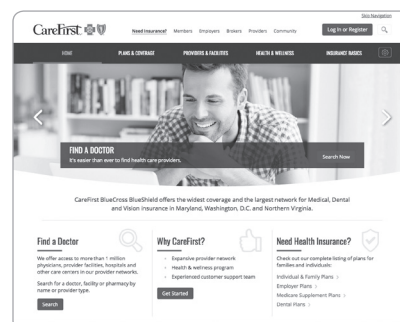 Skip Navigation
CareFirst
Need Insurance? Members Employers Brokers Providers Community
Log In or Register
HOME PLANS & COVERAGE PROVIDERS & FACILITIES HEALTH & WELLNESS INSURANCE BASICS
FIND A DOCTOR
It's easier than ever to find health care providers.
Search Now
CareFirst BlueCross BlueShield offers the widest coverage and the largest network for Medical, Dental
and Vision Insurance in Maryland, Washington, D.C. and Northern Virginia.
Find a Doctor
We offer access to more than 1 million
physicians, provider facilities, hospitals and
other care centers in our provider networks.
Search for a doctor, facility or pharmacy by
name or provider type.
Search
Why CareFirst?
Expansive provider network
Health & wellness program
Experienced customer support team
Get Started
Need Health Insurance?
Check out our complete listing of plans for
families and individuals:
Individual & Family Plans >
Employer Plans >
Medicare Supplement Plans >
Dental Plans >